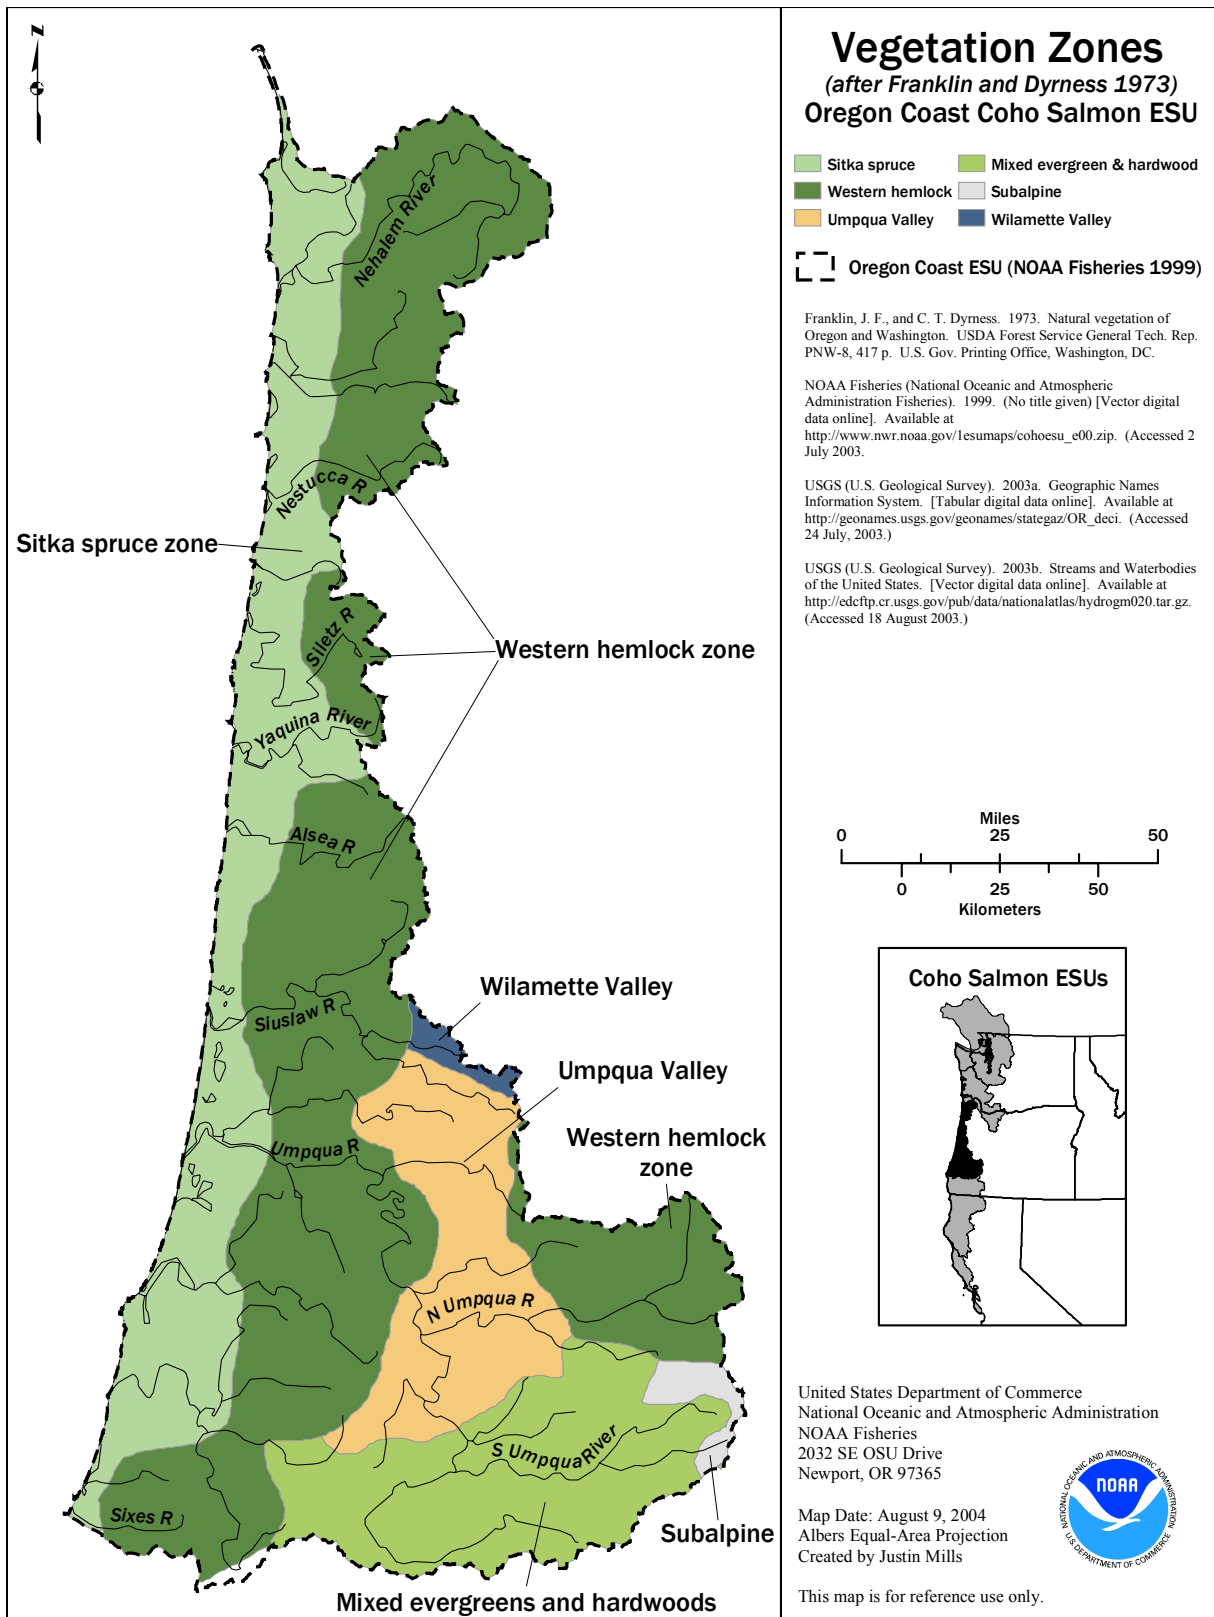 Vegetation Zones
(after Franklin and Dyrness 1973)
Oregon Coast Coho Salmon ESU
Sitka spruce
Mixed evergreen & hardwood
Western hemlock
Subalpine
Umpqua Valley
Wilamette Valley
Oregon Coast ESU (NOAA Fisheries 1999)
Franklin, J. F., and C. T. Dyrness. 1973. Natural vegetation of
Oregon and Washington. USDA Forest Service General Tech. Rep.
PNW-8, 417 p. U.S. Gov. Printing Office, Washington, DC.
NOAA Fisheries (National Oceanic and Atmospheric
Administration Fisheries). 1999. (No title given) [Vector digital
data online]. Available at
http://www.nwr.noaa.gov/1esumaps/cohoesu_e00.zip. (Accessed 2
July 2003.
USGS (U.S. Geological Survey). 2003a. Geographic Names
Information System. [Tabular digital data online]. Available at
http://geonames.usgs.gov/geonames/stategaz/OR_deci. (Accessed
24 July, 2003.)
USGS (U.S. Geological Survey). 2003b. Streams and Waterbodies
of the United States. [Vector digital data online]. Available at
http://edcftp.cr.usgs.gov/pub/data/nationalatlas/hydrogm020.tar.gz.
(Accessed 18 August 2003.)
Miles
0 25 50
0 25 50
Kilometers
Coho Salmon ESUs
United States Department of Commerce
National Oceanic and Atmospheric Administration
NOAA Fisheries
2032 SE OSU Drive
Newport, OR 97365
Map Date: August 9, 2004
Albers Equal-Area Projection
Created by Justin Mills
This map is for reference use only.
NATIONAL OCEANIC AND ATMOSPHERIC ADMINISTRATION
NOAA
U.S. DEPARTMENT OF COMMERCE
N
Nehalem River
Nestucca R
Sitka spruce zone
Siletz R
Western hemlock zone
Yaquina River
Alsea R
Wilamette Valley
Siuslaw R
Umpqua Valley
Western hemlock
zone
Umpqua R
N Umpqua R
S Umpqua River
Sixes R
Subalpine
Mixed evergreens and hardwoods